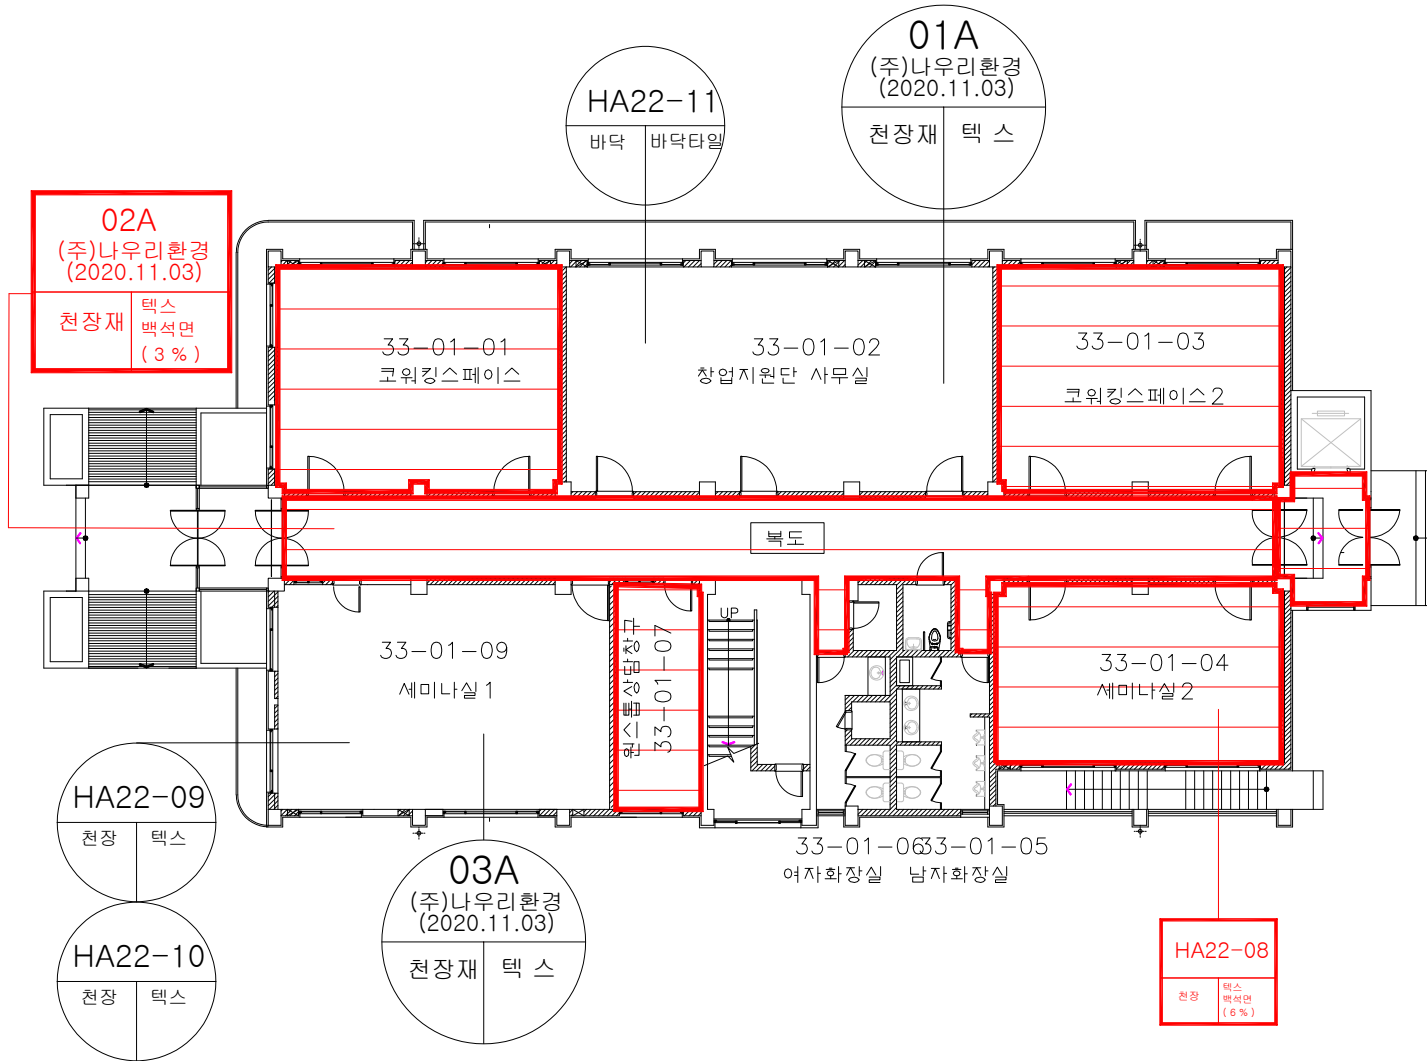 01A
(주)나우리환경
(2020.11.03)
천장재
텍 스
HA22-11
바닥
바닥타일
02A
(주)나우리환경
(2020.11.03)
천장재
텍스
백석면
(3%)
33-01-01
코워킹스페이스
33-01-02
창업지원단 사무실
33-01-03
코워킹스페이스2
복도
UP
33-01-09
세미나실1
원스톱상담창구
33-01-07
33-01-04
세미나실2
HA22-09
천장
텍스
03A
(주)나우리환경
(2020.11.03)
천장재
텍 스
33-01-06
여자화장실
33-01-05
남자화장실
HA22-10
천장
텍스
HA22-08
천장
텍스
백석면
(6%)